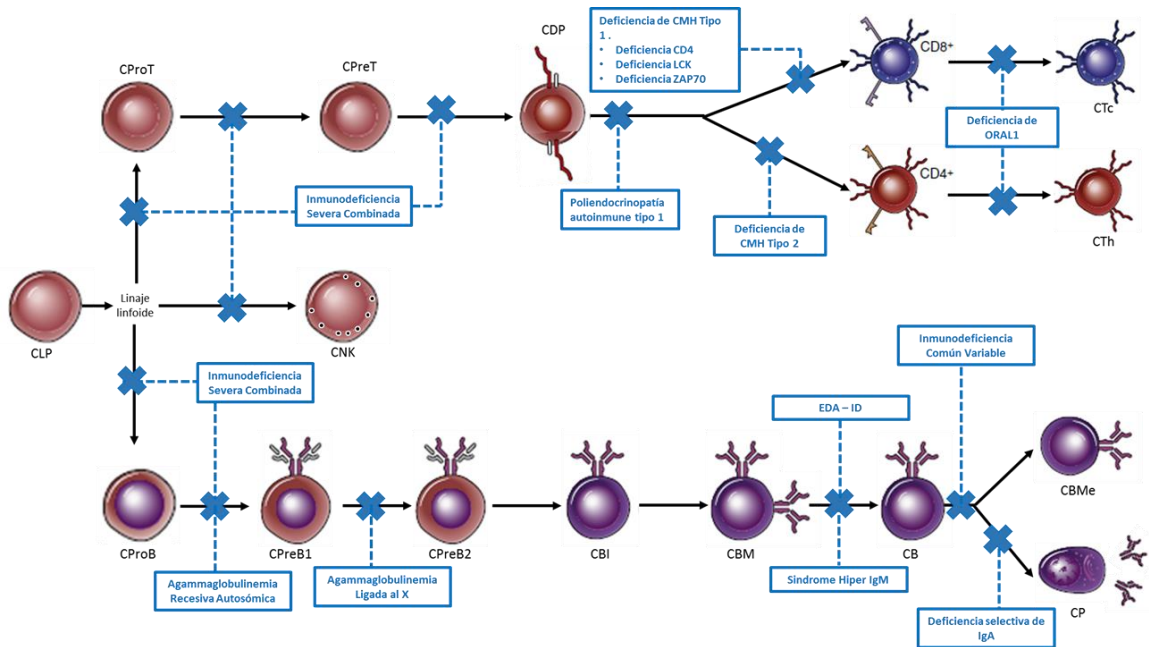 Deficiencia de CMH Tipo
1 .
• Deficiencia CD4
• Deficiencia LCK
• Deficiencia ZAP70
CDP
CD8+
CProT
CPreT
CTc
Deficiencia de
ORAL1
CD4+
Inmunodeficiencia
Severa Combinada
Poliendocrinopatía
autoinmune tipo 1
Deficiencia de
CMH Tipo 2
CTh
Linaje
linfoide
CLP
CNK
Inmunodeficiencia
Común Variable
Inmunodeficiencia
Severa Combinada
EDA – ID
CBMe
CProB
CPreB1
CPreB2
CBI
CBM
CB
Agammaglobulinemia
Recesiva Autosómica
Agammaglobulinemia
Ligada al X
Sindrome Hiper IgM
CP
Deficiencia selectiva de
IgA